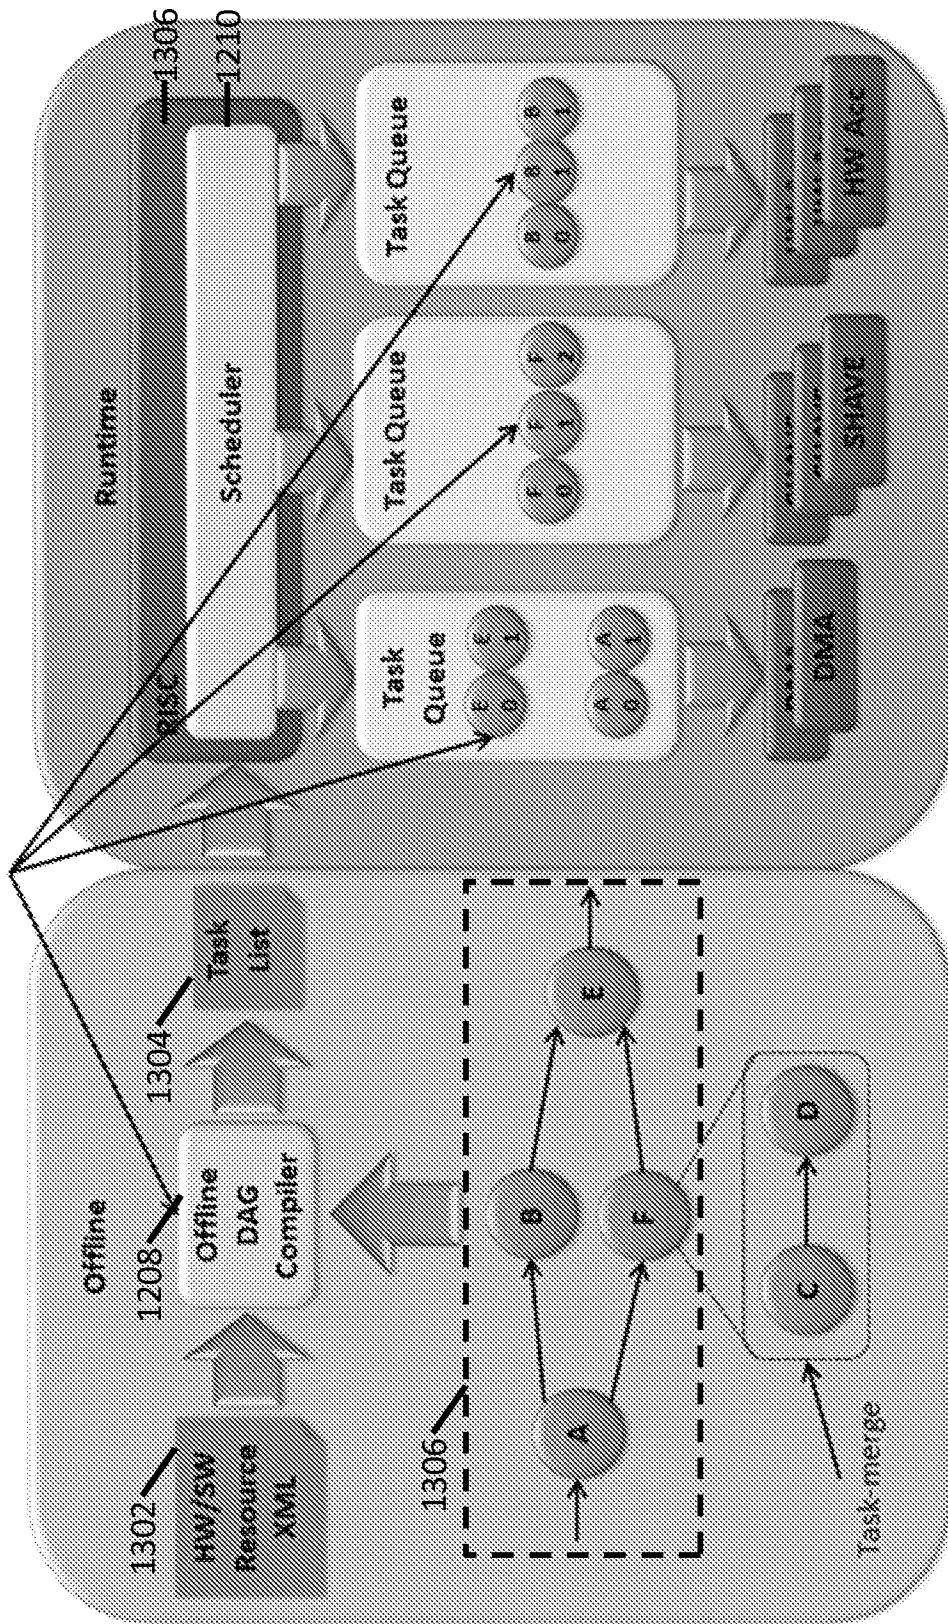 Offline
1302
HW/SW
Resource
XML
1208
Offline
DAG
Compiler
1304
Task
List
1306
A
B
F
E
C
D
Task-merge
Runtime
1306
1210
RISC
Scheduler
Task
Queue
E
0
E
1
A
0
A
1
Task Queue
F
0
F
1
F
2
Task Queue
B
0
B
1
B
1
DMA
SHAVE
HW Acc